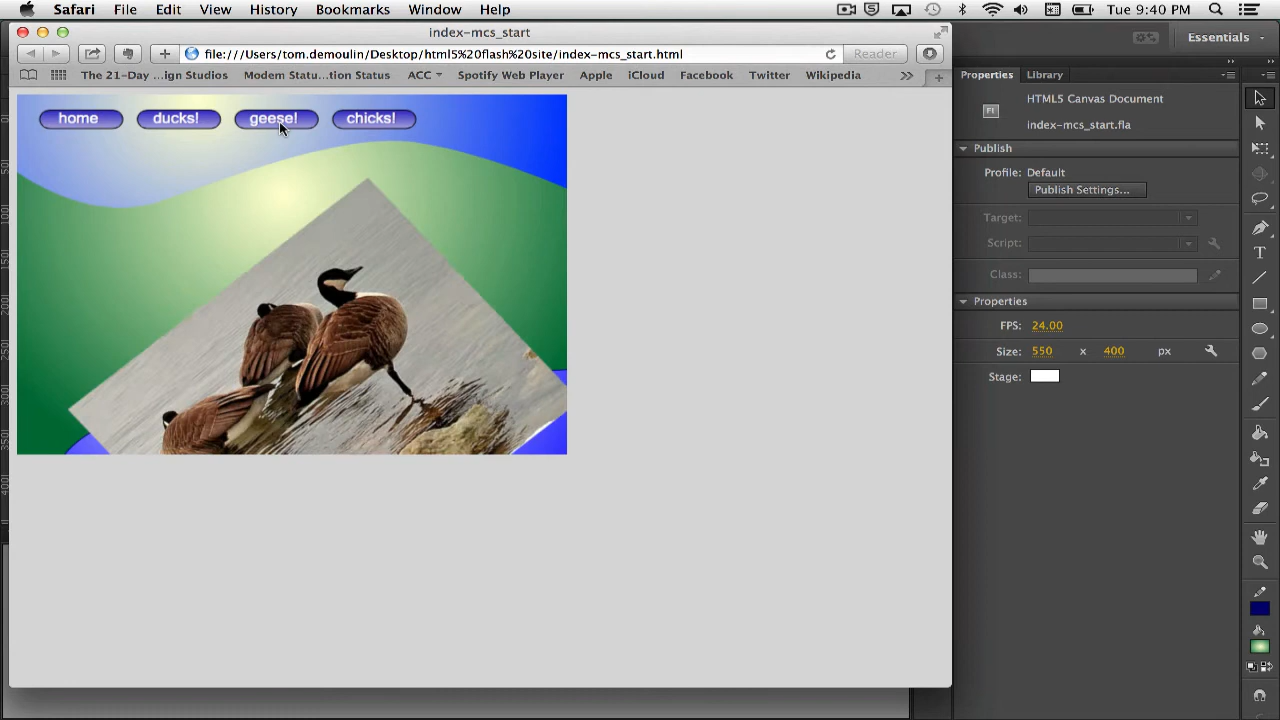 Safari File Edit View History Bookmarks Window Help Tue 9:40 PM
index-mcs_start
Essentials
file:///Users/tom.demoulin/Desktop/html5%20flash%20site/index-mcs_start.html Reader
The 21-Day ...ign Studios Modem Statu...tion Status ACC Spotify Web Player Apple iCloud Facebook Twitter Wikipedia
home ducks! geese! chicks!
Properties Library
Fl HTML5 Canvas Document
index-mcs_start.fla
Publish
Profile: Default
Publish Settings...
Target:
Script:
Class:
Properties
FPS: 24.00
Size: 550 x 400 px
Stage: